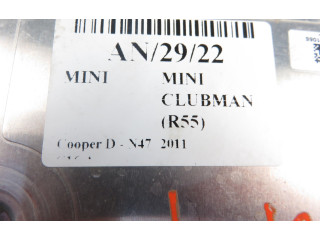 AN/29/22
MINI MINI
CLUBMAN
(R55)
Cooper D - N47 2011